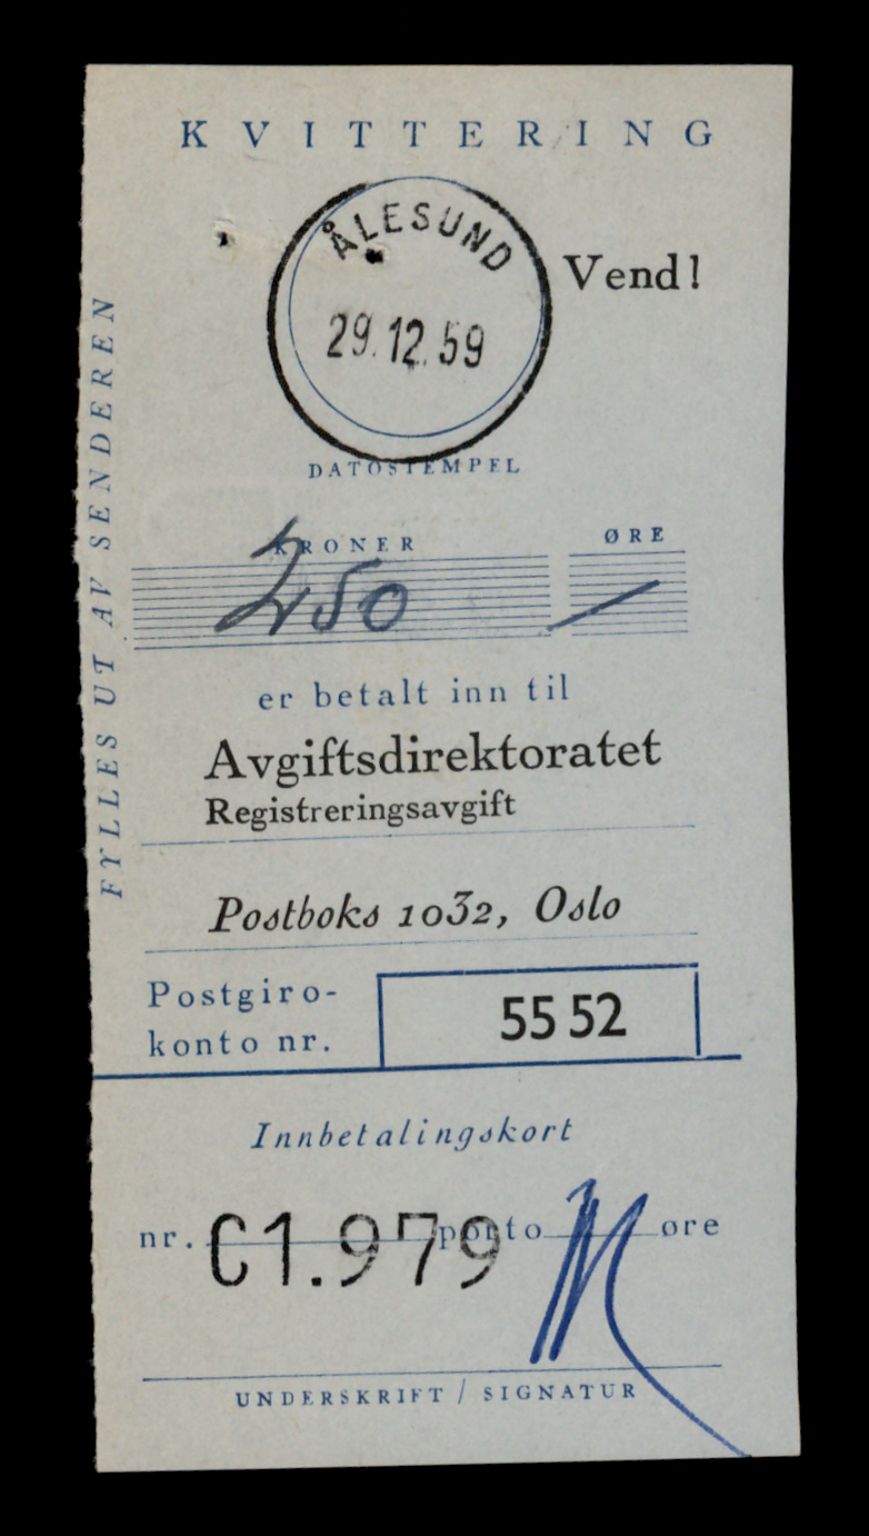 KVITTERING
ÅLESUND
Vend!
29.12.59
DATOSTEMPEL
FYLLES UT AV SENDEREN
KRONER ØRE
250 —
er betalt inn til
Avgiftsdirektoratet
Registreringsavgift
Postboks 1032, Oslo
Postgiro-
konto nr.
55 52
Innbetalingskort
nr. C1.979 porto øre
UNDERSKRIFT / SIGNATUR